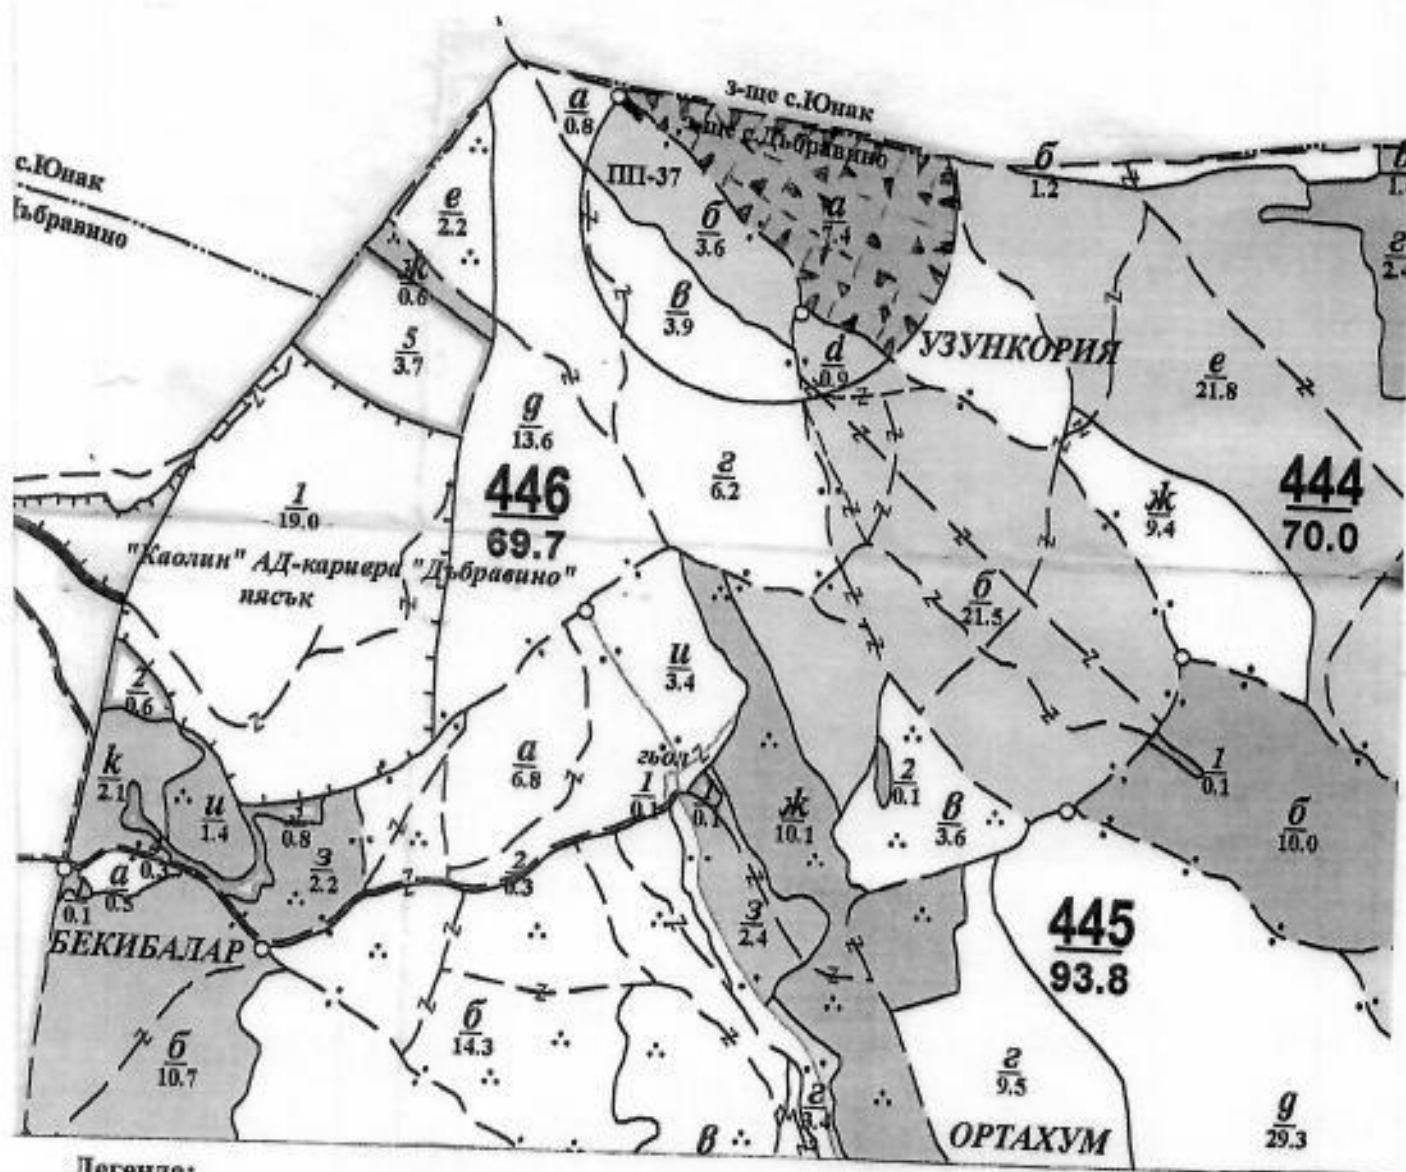 з-ще с.Юнак
з-ще с.Дъбравино
с.Юнак
Дъбравино
а
0.8
ПП-37
б
1.2
е
2.2
б
3.6
а
ж
0.6
в
3.9
5
3.7
d
0.9
УЗУНКОРИЯ
е
21.8
д
13.6
446
69.7
г
6.2
ж
9.4
444
70.0
1
19.0
"Каолин" АД-кариера "Дъбравино"
пясък
б
21.5
и
3.4
2
0.6
к
2.1
и
1.4
0.8
з
2.2
а
6.8
гьол
1
0.1
1
0.1
ж
10.1
2
0.1
в
3.6
1
0.1
б
10.0
а
0.5
0.3
0.1
2
0.3
з
2.4
445
93.8
БЕКИБАЛАР
б
10.7
б
14.3
г
г
9.5
д
29.3
в
ОРТАХУМ
Легенда: